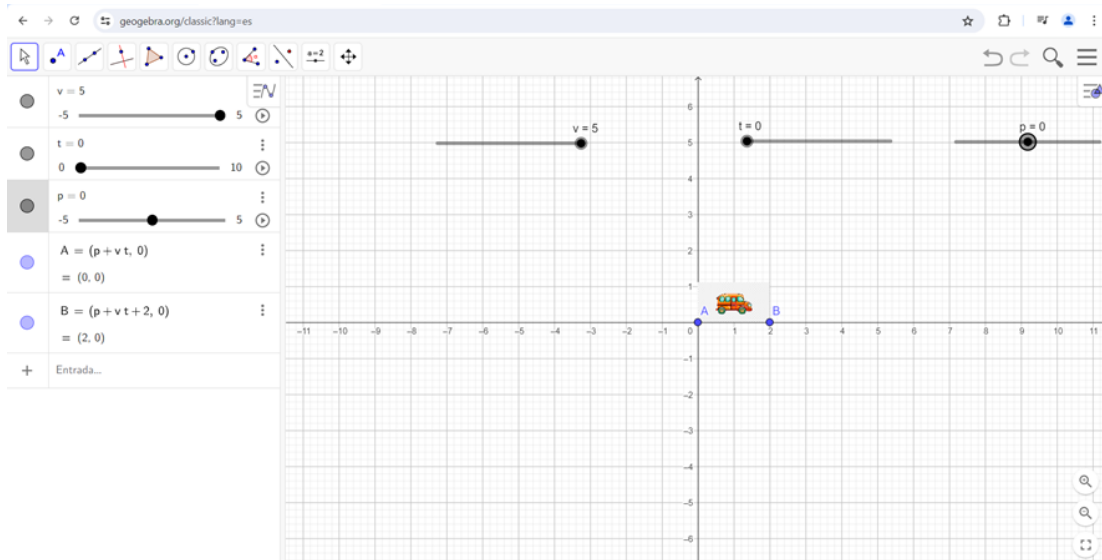 geogebra.org/classic?lang=es
A
a=2
v = 5
-5 5
t = 0
0 10
p = 0
-5 5
A = (p + v t, 0)
= (0, 0)
B = (p + v t + 2, 0)
= (2, 0)
+ Entrada...
v = 5
t = 0
p = 0
6
5
4
3
2
1
A B
-11 -10 -9 -8 -7 -6 -5 -4 -3 -2 -1 0 1 2 3 4 5 6 7 8 9 10 11
-1
-2
-3
-4
-5
-6